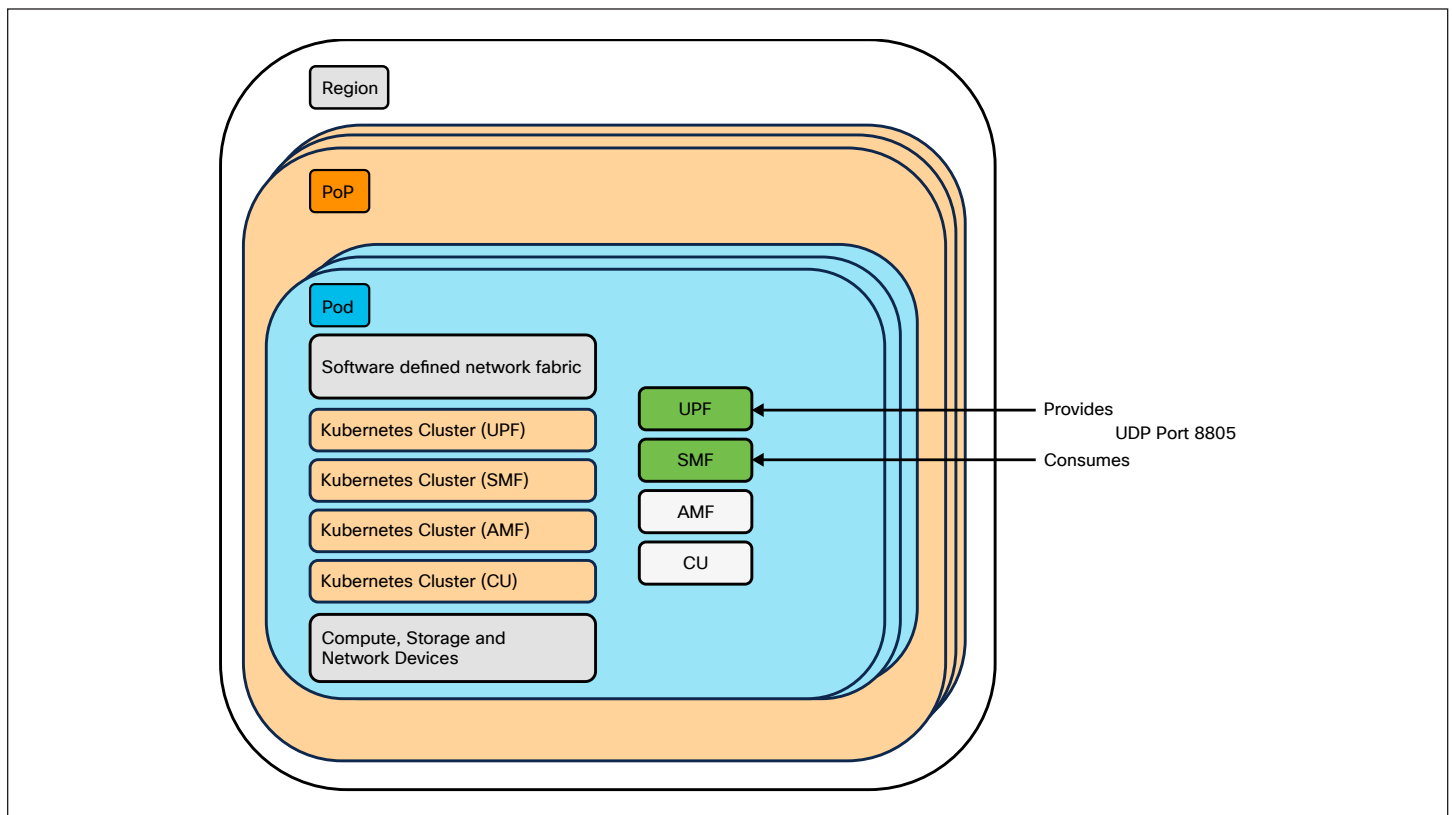 Region
PoP
Pod
Software defined network fabric
Kubernetes Cluster (UPF)
Kubernetes Cluster (SMF)
Kubernetes Cluster (AMF)
Kubernetes Cluster (CU)
Compute, Storage and
Network Devices
UPF
SMF
AMF
CU
Provides
UDP Port 8805
Consumes